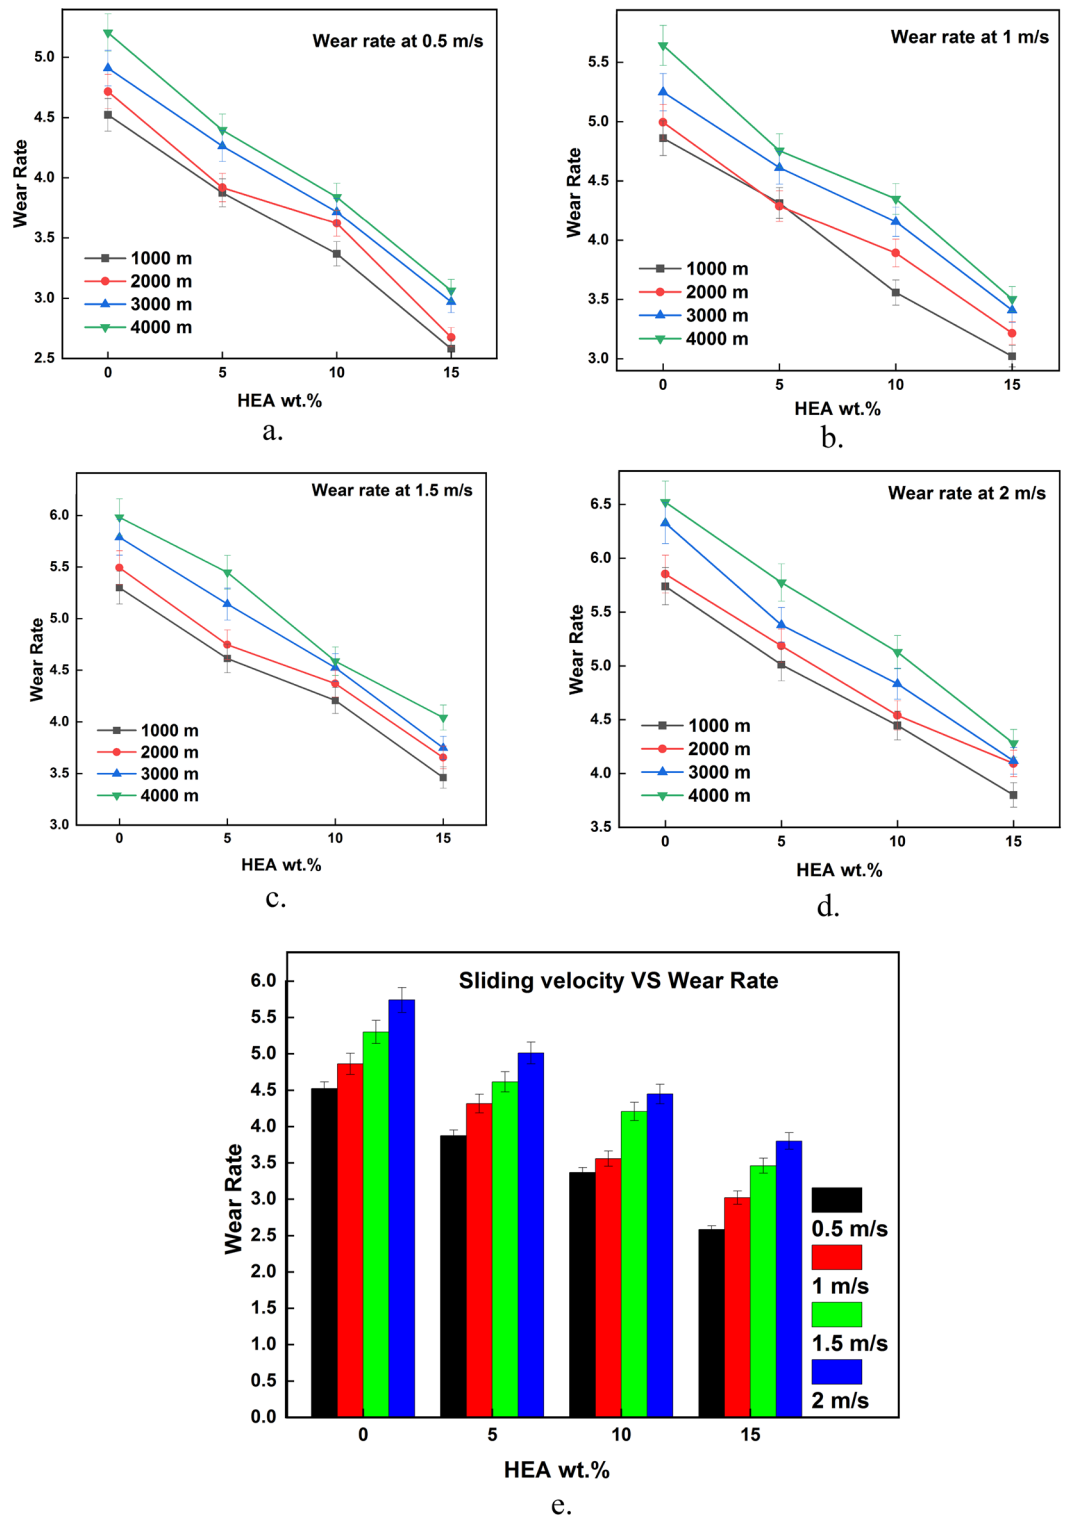 Wear rate at 0.5 m/s
5.0
4.5
4.0
3.5
3.0
2.5
Wear Rate
1000 m
2000 m
3000 m
4000 m
0 5 10 15
HEA wt.%
a.
Wear rate at 1 m/s
5.5
5.0
4.5
4.0
3.5
3.0
Wear Rate
1000 m
2000 m
3000 m
4000 m
0 5 10 15
HEA wt.%
b.
Wear rate at 1.5 m/s
6.0
5.5
5.0
4.5
4.0
3.5
3.0
Wear Rate
1000 m
2000 m
3000 m
4000 m
0 5 10 15
HEA wt.%
c.
Wear rate at 2 m/s
6.5
6.0
5.5
5.0
4.5
4.0
3.5
Wear Rate
1000 m
2000 m
3000 m
4000 m
0 5 10 15
HEA wt.%
d.
Sliding velocity VS Wear Rate
6.0
5.5
5.0
4.5
4.0
3.5
3.0
2.5
2.0
1.5
1.0
0.5
0.0
Wear Rate
0.5 m/s
1 m/s
1.5 m/s
2 m/s
0 5 10 15
HEA wt.%
e.